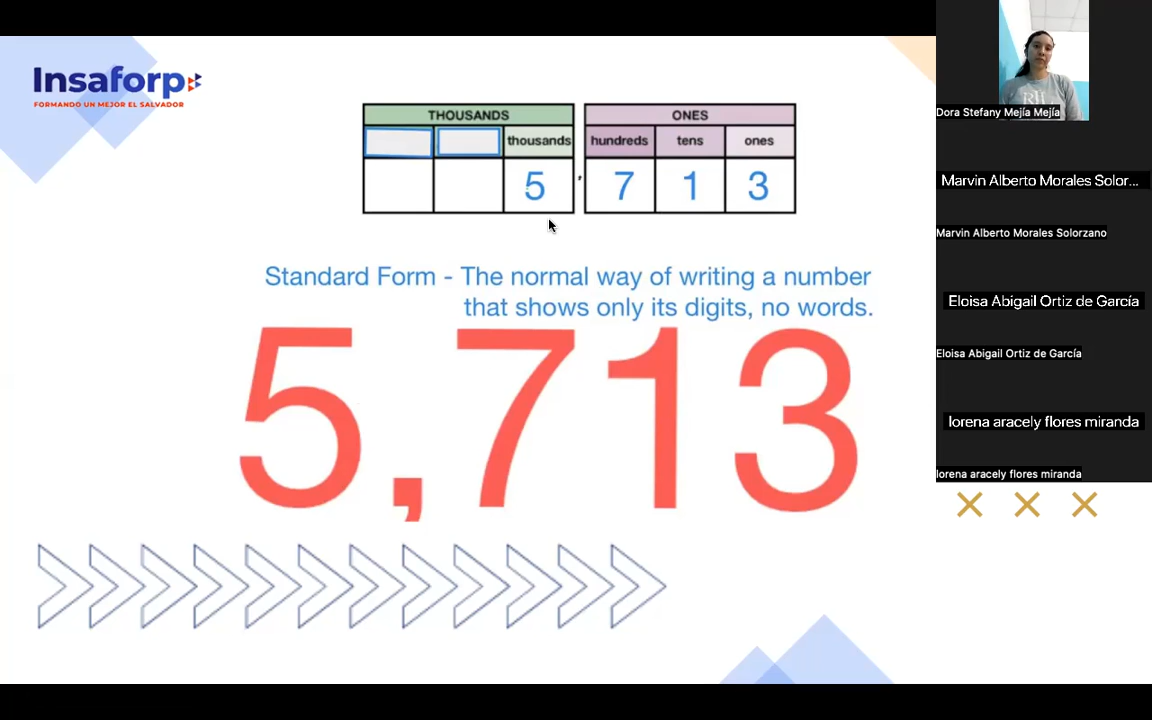 Insaforp
FORMANDO UN MEJOR EL SALVADOR
THOUSANDS
ONES
thousands
hundreds
tens
ones
5 , 7 1 3
Standard Form - The normal way of writing a number
that shows only its digits, no words.
5,713
Dora Stefany Mejía Mejía
Marvin Alberto Morales Solor...
Marvin Alberto Morales Solorzano
Eloisa Abigail Ortiz de García
Eloisa Abigail Ortiz de García
lorena aracely flores miranda
lorena aracely flores miranda